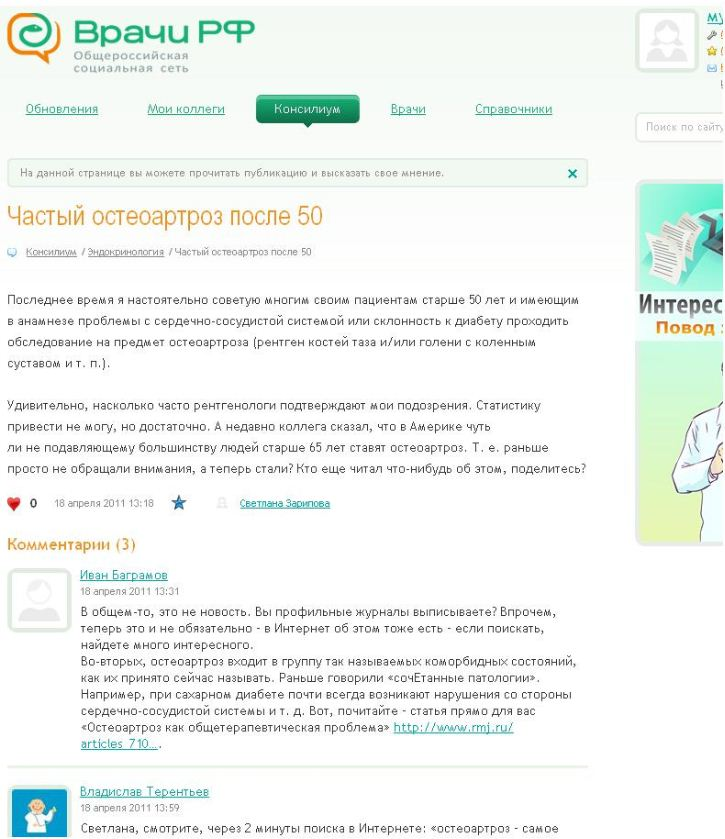 Врачи РФ
Общероссийская
социальная сеть
Обновления
Мои коллеги
Консилиум
Врачи
Справочники
Поиск по сайту
На данной странице вы можете прочитать публикацию и высказать свое мнение.
Частый остеоартроз после 50
Консилиум / Эндокринология / Частый остеоартроз после 50
Последнее время я настоятельно советую многим своим пациентам старше 50 лет и имеющим
в анамнезе проблемы с сердечно-сосудистой системой или склонность к диабету проходить
обследование на предмет остеоартроза (рентген костей таза и/или голени с коленным
суставом и т. п.).
Удивительно, насколько часто рентгенологи подтверждают мои подозрения. Статистику
привести не могу, но достаточно. А недавно коллега сказал, что в Америке чуть
ли не подавляющему большинству людей старше 65 лет ставят остеоартроз. Т. е. раньше
просто не обращали внимания, а теперь стали? Кто еще читал что-нибудь об этом, поделитесь?
0 18 апреля 2011 13:18 Светлана Зарипова
Интерес
Повод
Комментарии (3)
Иван Баграмов
18 апреля 2011 13:31
В общем-то, это не новость. Вы профильные журналы выписываете? Впрочем,
теперь это и не обязательно - в Интернет об этом тоже есть - если поискать,
найдете много интересного.
Во-вторых, остеоартроз входит в группу так называемых коморбидных состояний,
как их принято сейчас называть. Раньше говорили «сочЕтанные патологии».
Например, при сахарном диабете почти всегда возникают нарушения со стороны
сердечно-сосудистой системы и т. д. Вот, почитайте - статья прямо для вас
«Остеоартроз как общетерапевтическая проблема» http://www.rmj.ru/
articles_710....
Владислав Терентьев
18 апреля 2011 13:59
Светлана, смотрите, через 2 минуты поиска в Интернете: «остеоартроз - самое